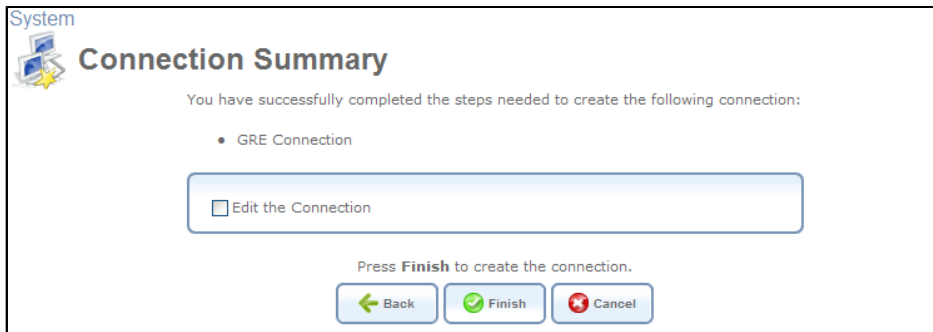 System
Connection Summary
You have successfully completed the steps needed to create the following connection:
• GRE Connection
Edit the Connection
Press Finish to create the connection.
Back Finish Cancel